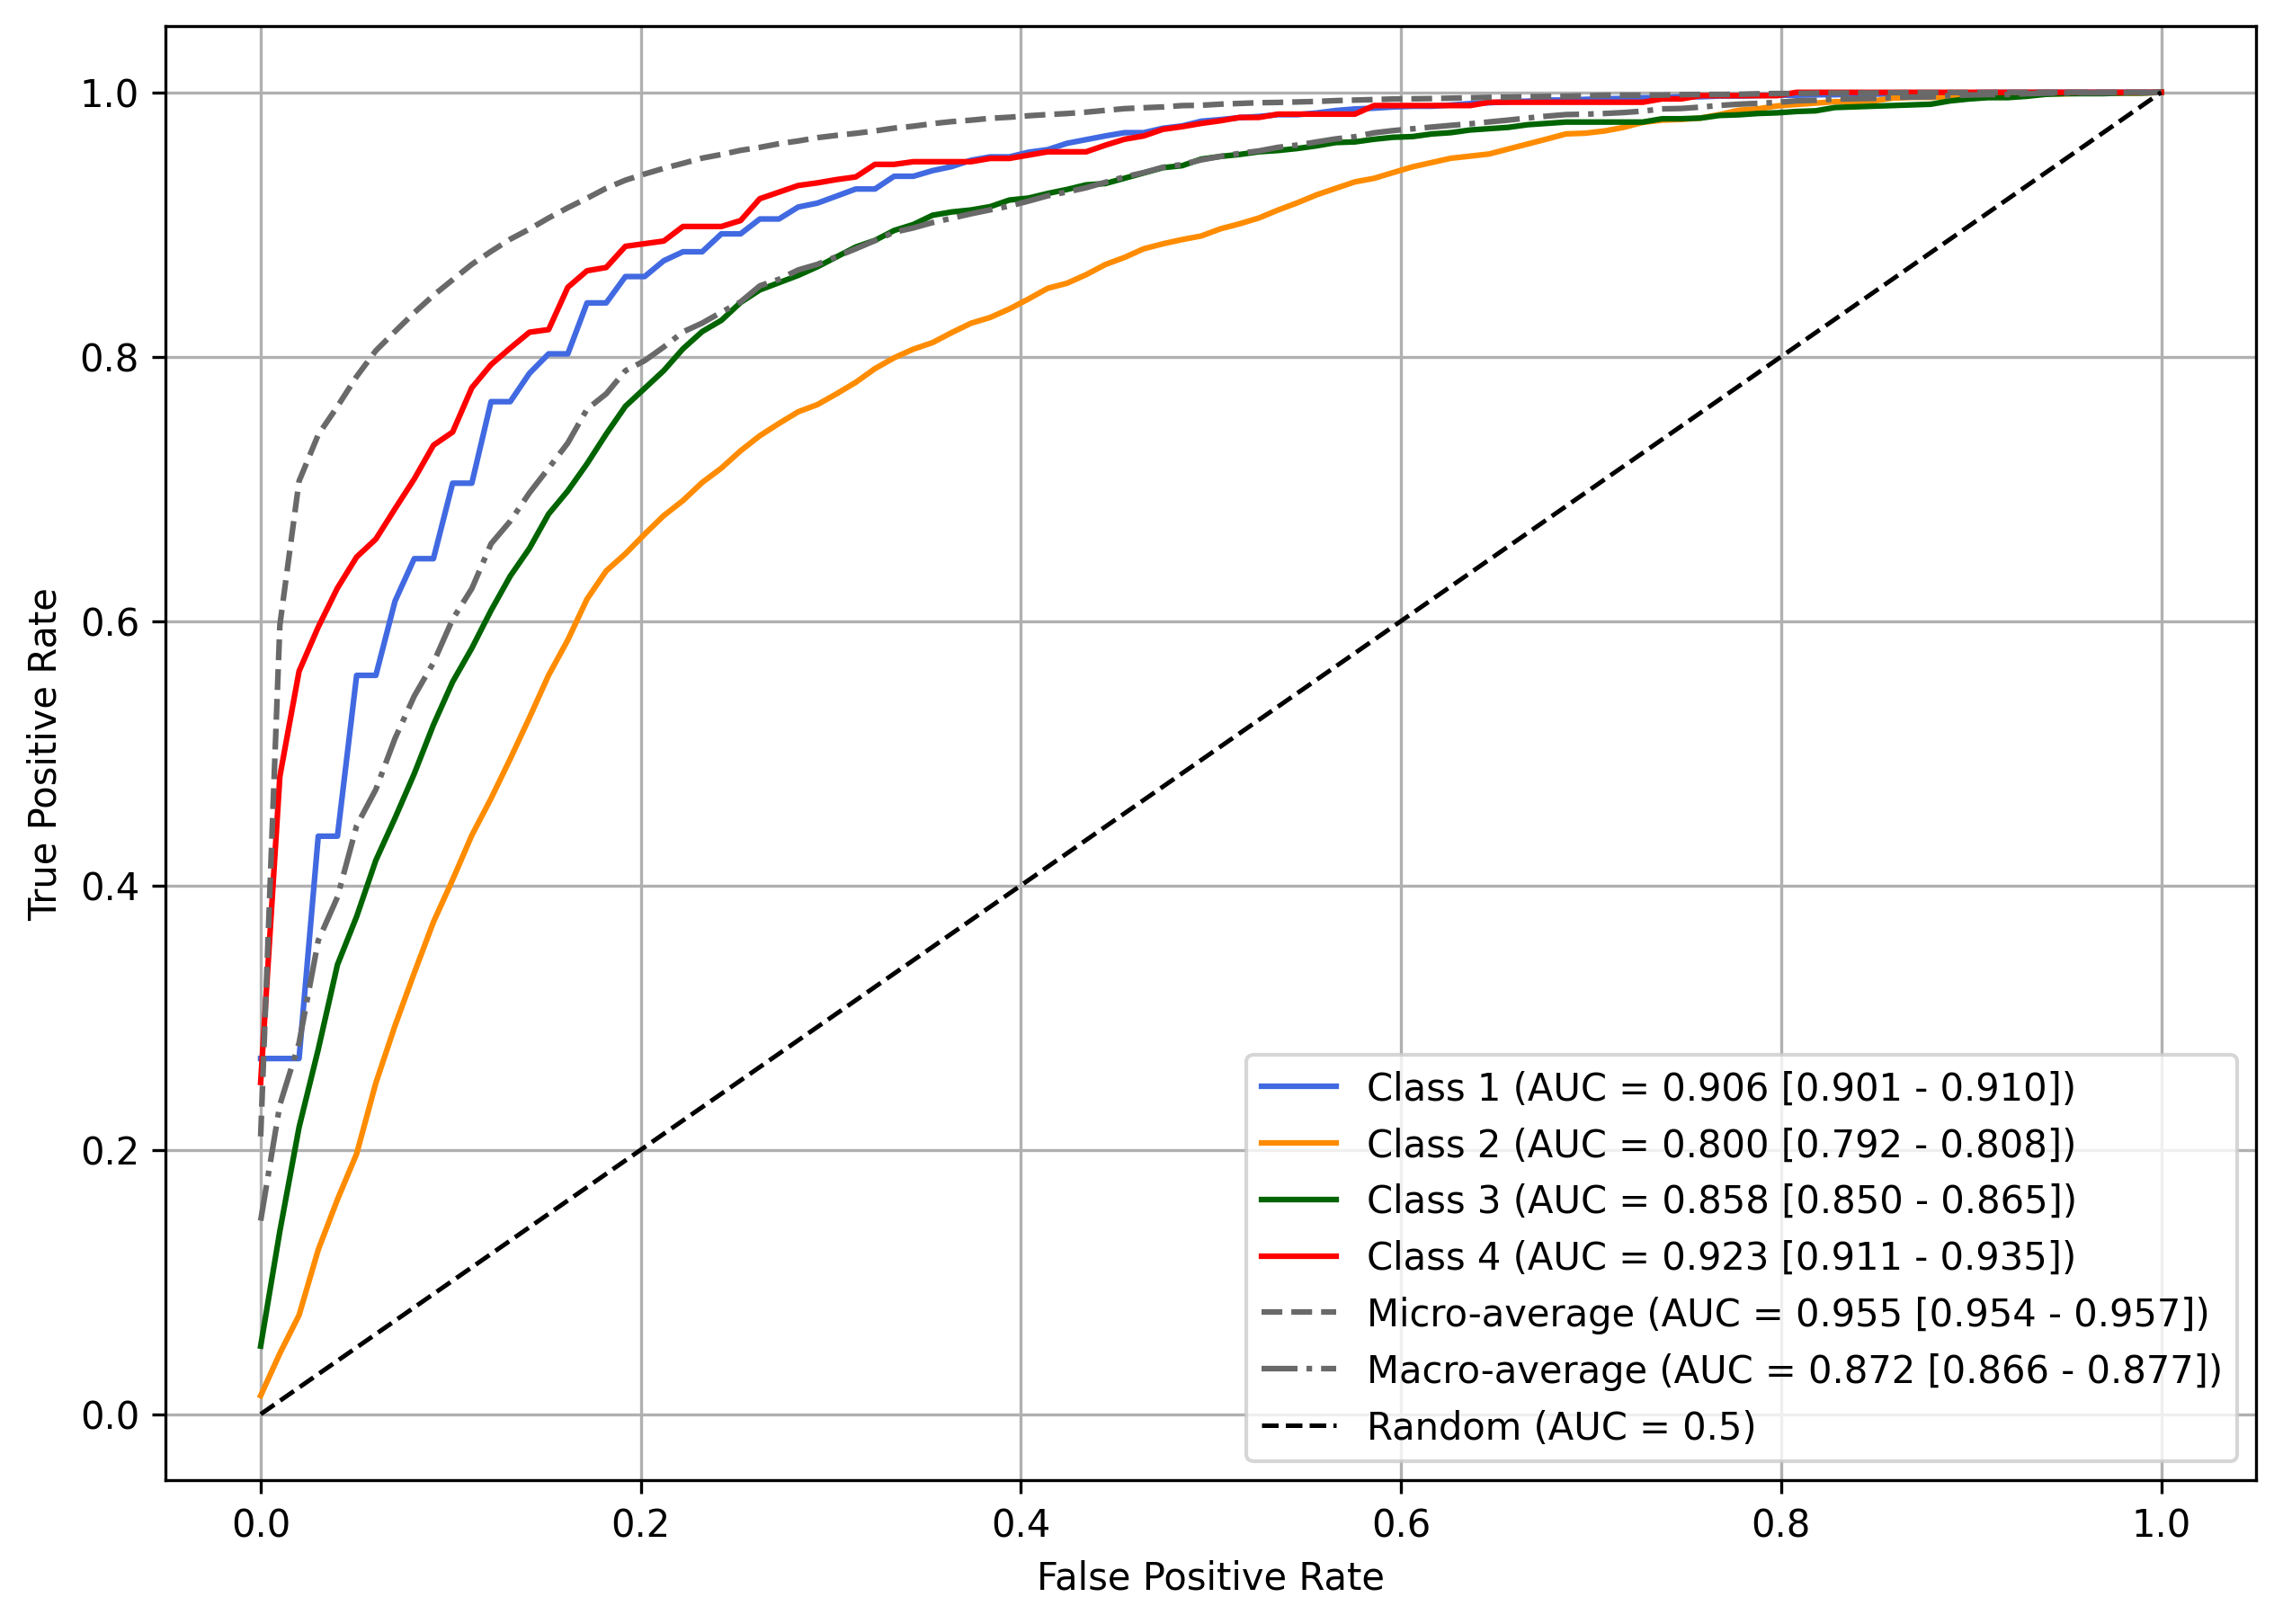 1.0
0.8
0.6
0.4
0.2
0.0
True Positive Rate
Class 1 (AUC = 0.906 [0.901 - 0.910])
Class 2 (AUC = 0.800 [0.792 - 0.808])
Class 3 (AUC = 0.858 [0.850 - 0.865])
Class 4 (AUC = 0.923 [0.911 - 0.935])
Micro-average (AUC = 0.955 [0.954 - 0.957])
Macro-average (AUC = 0.872 [0.866 - 0.877])
Random (AUC = 0.5)
0.0 0.2 0.4 0.6 0.8 1.0
False Positive Rate